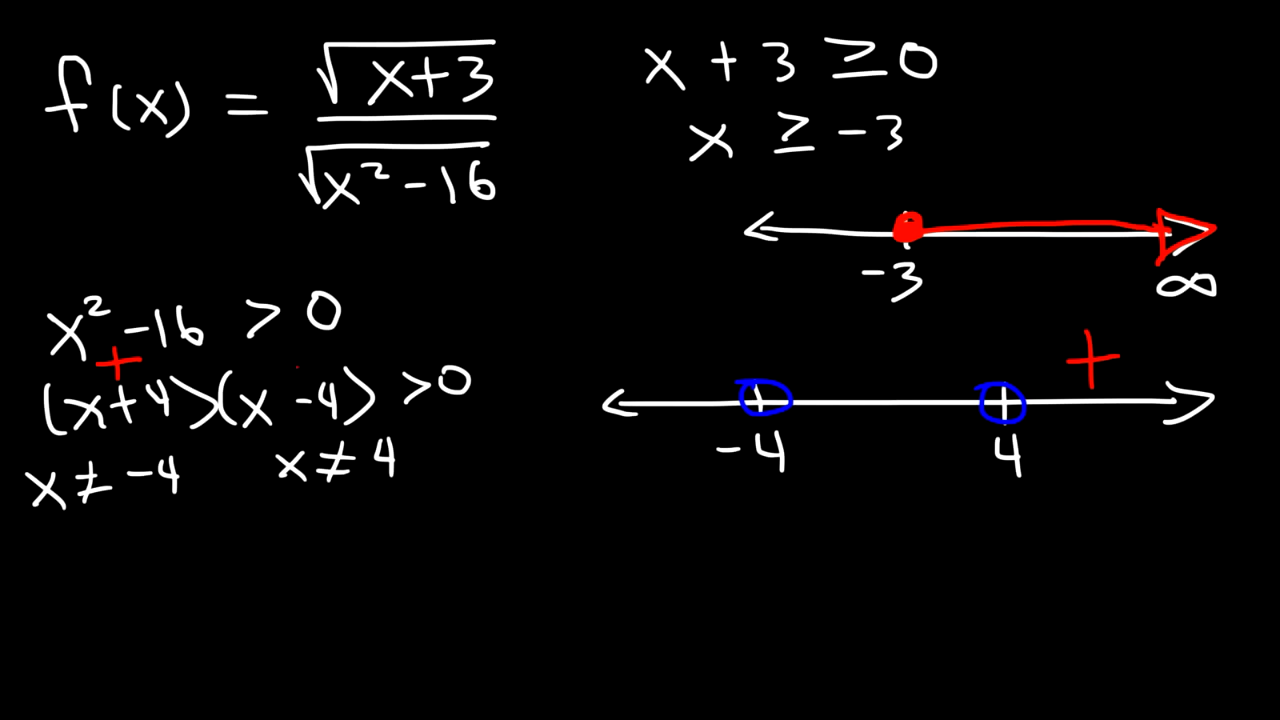 f(x) = √(x+3) / √(x² -16)
x + 3 ≥ 0
x ≥ -3
-3 ∞
x² -16 > 0
+
(x+4)(x -4) > 0
x ≠ -4 x ≠ 4
+
-4 4